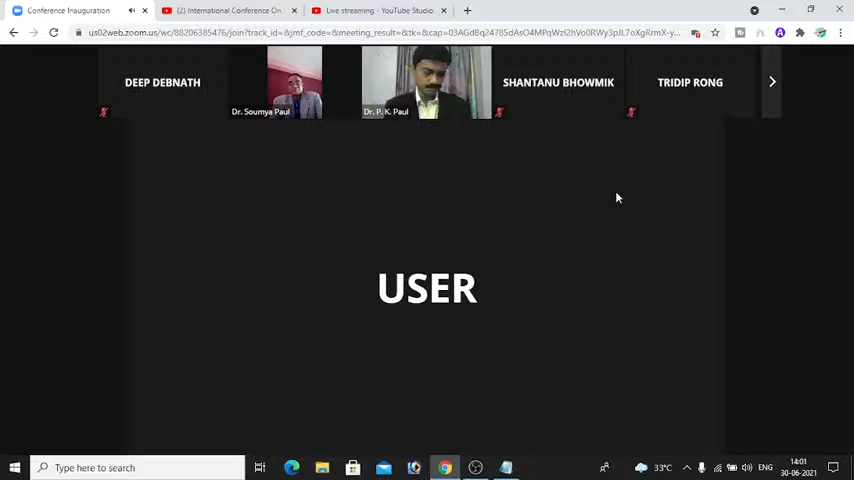 Conference Inauguration
(2) International Conference On
Live streaming - YouTube Studio
us02web.zoom.us/wc/88206385476/join?track_id=&jmf_code=&meeting_result=&tk=&cap=
DEEP DEBNATH
Dr. Soumya Paul
Dr. P. K. Paul
SHANTANU BHOWMIK
TRIDIP RONG
USER
Type here to search
33°C
ENG
14:01
30-06-2021